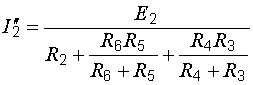 I₂″ = E₂ / (R₂ + R₆R₅ / (R₆ + R₅) + R₄R₃ / (R₄ + R₃))